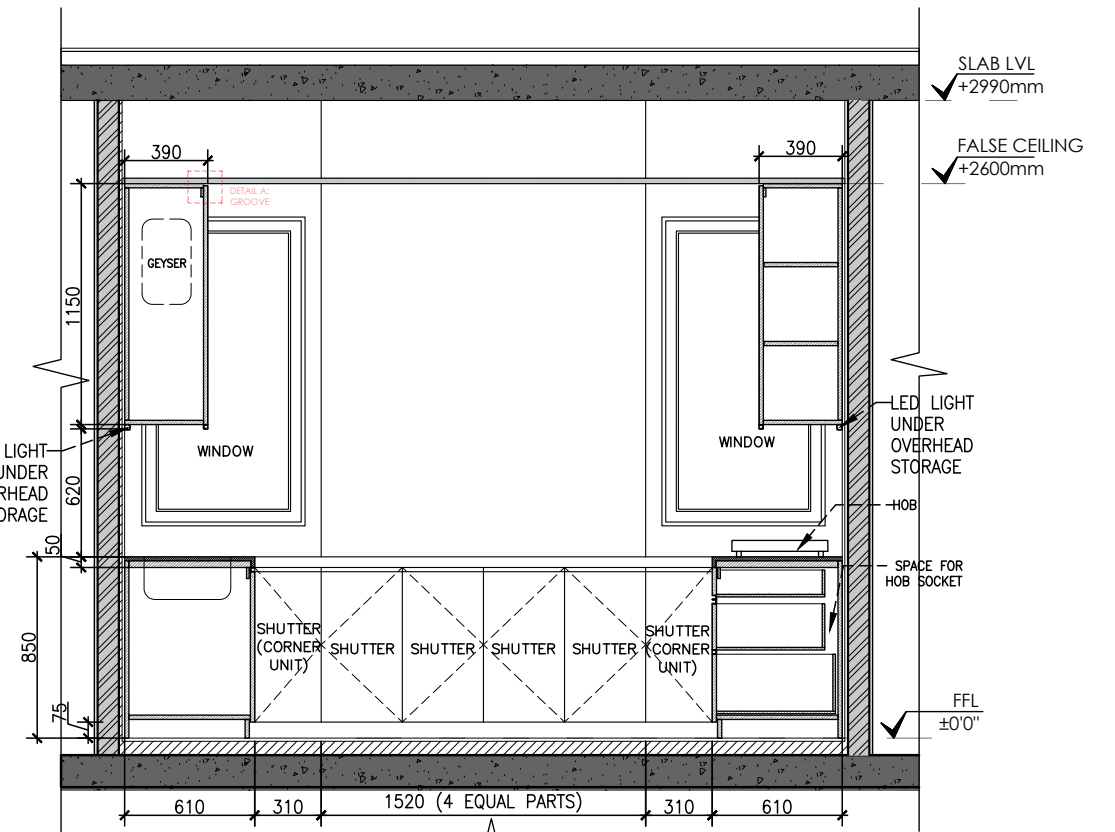 SLAB LVL
+2990mm
FALSE CEILING
+2600mm
390
390
DETAIL A:
GROOVE
GEYSER
1150
LED LIGHT
UNDER
OVERHEAD
STORAGE
LIGHT
UNDER
RHEAD
ORAGE
WINDOW
WINDOW
620
HOB
50
SPACE FOR
HOB SOCKET
850
SHUTTER
(CORNER
UNIT)
SHUTTER
SHUTTER
SHUTTER
SHUTTER
SHUTTER
(CORNER
UNIT)
75
FFL
±0'0"
610
310
1520 (4 EQUAL PARTS)
310
610